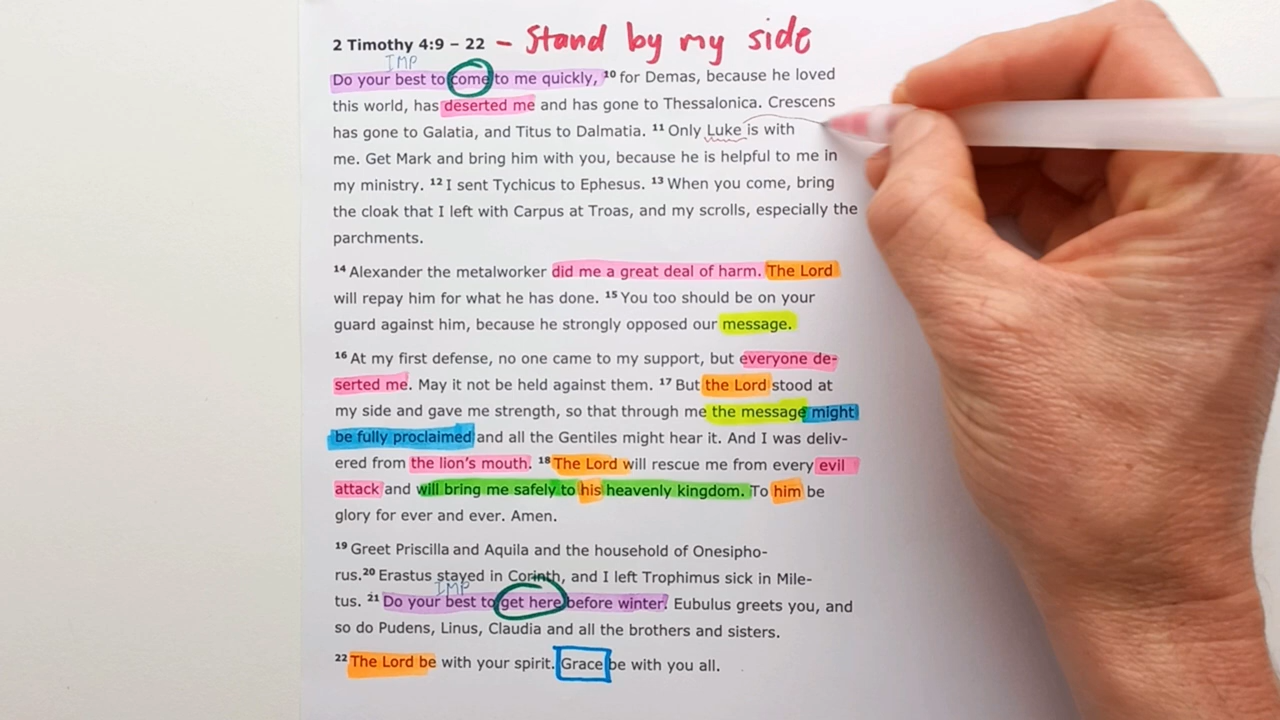 2 Timothy 4:9 – 22 – Stand by my side
IMP
Do your best to come to me quickly, ¹⁰ for Demas, because he loved
this world, has deserted me and has gone to Thessalonica. Crescens
has gone to Galatia, and Titus to Dalmatia. ¹¹ Only Luke is with
me. Get Mark and bring him with you, because he is helpful to me in
my ministry. ¹² I sent Tychicus to Ephesus. ¹³ When you come, bring
the cloak that I left with Carpus at Troas, and my scrolls, especially the
parchments.
¹⁴ Alexander the metalworker did me a great deal of harm. The Lord
will repay him for what he has done. ¹⁵ You too should be on your
guard against him, because he strongly opposed our message.
¹⁶ At my first defense, no one came to my support, but everyone de-
serted me. May it not be held against them. ¹⁷ But the Lord stood at
my side and gave me strength, so that through me the message might
be fully proclaimed and all the Gentiles might hear it. And I was deliv-
ered from the lion's mouth. ¹⁸ The Lord will rescue me from every evil
attack and will bring me safely to his heavenly kingdom. To him be
glory for ever and ever. Amen.
¹⁹ Greet Priscilla and Aquila and the household of Onesipho-
rus.²⁰ Erastus stayed in Corinth, and I left Trophimus sick in Mile-
IMP
tus. ²¹ Do your best to get here before winter. Eubulus greets you, and
so do Pudens, Linus, Claudia and all the brothers and sisters.
²² The Lord be with your spirit. Grace be with you all.